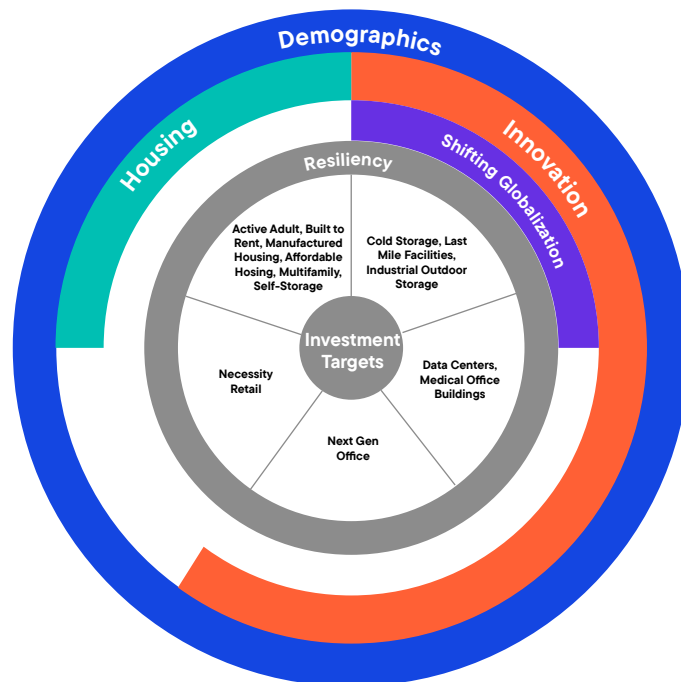 Demographics
Housing
Innovation
Shifting Globalization
Resiliency
Active Adult, Built to
Rent, Manufactured
Housing, Affordable
Hosing, Multifamily,
Self-Storage
Cold Storage, Last
Mile Facilities,
Industrial Outdoor
Storage
Investment
Targets
Necessity
Retail
Data Centers,
Medical Office
Buildings
Next Gen
Office